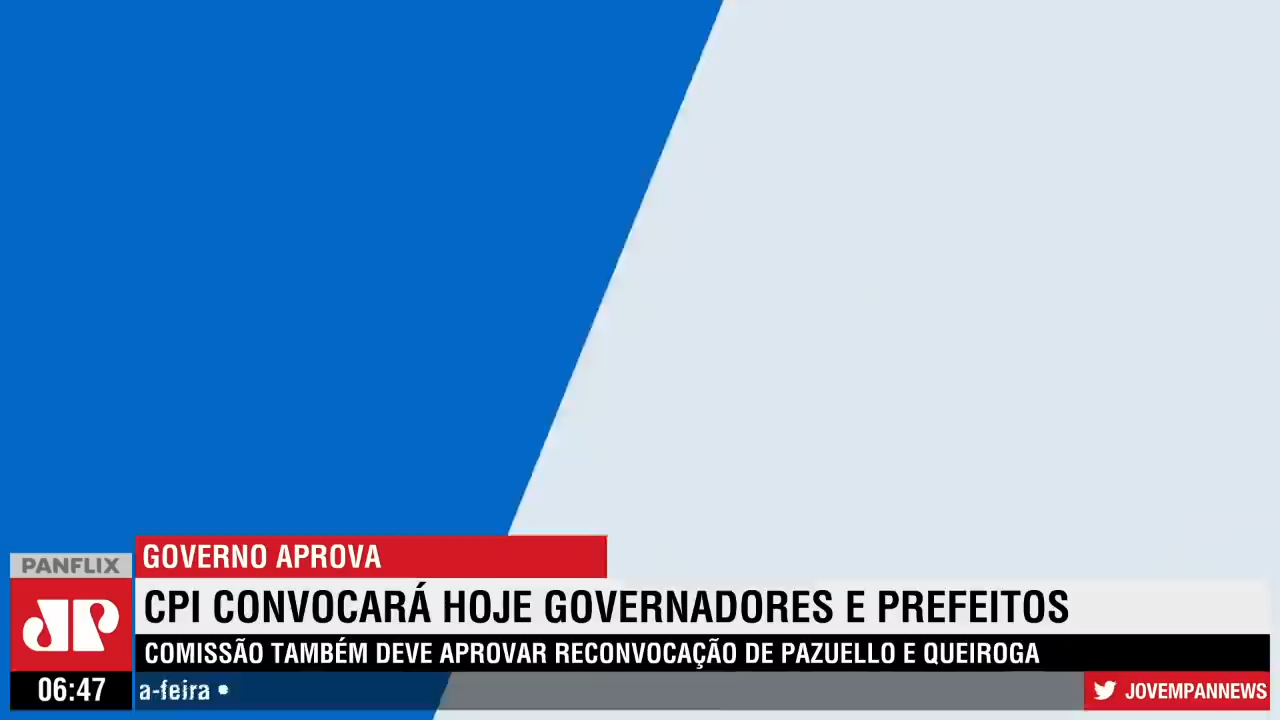 GOVERNO APROVA
PANFLIX
CPI CONVOCARÁ HOJE GOVERNADORES E PREFEITOS
JP
COMISSÃO TAMBÉM DEVE APROVAR RECONVOCAÇÃO DE PAZUELLO E QUEIROGA
06:47
a-feira •
JOVEMPANNEWS